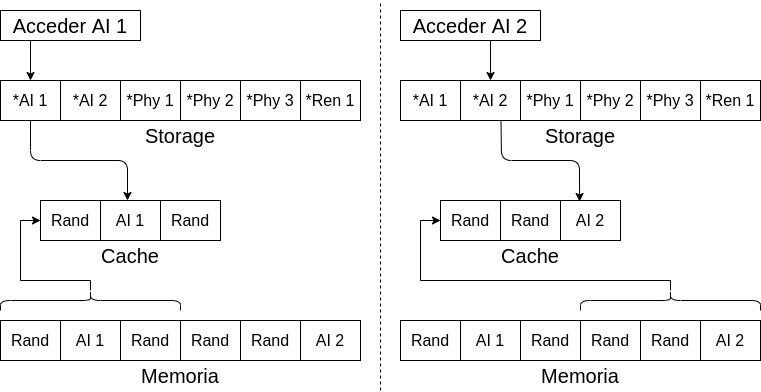 Acceder AI 1
*AI 1 *AI 2 *Phy 1 *Phy 2 *Phy 3 *Ren 1
Storage
Rand AI 1 Rand
Cache
Rand AI 1 Rand Rand Rand AI 2
Memoria
Acceder AI 2
*AI 1 *AI 2 *Phy 1 *Phy 2 *Phy 3 *Ren 1
Storage
Rand Rand AI 2
Cache
Rand AI 1 Rand Rand Rand AI 2
Memoria